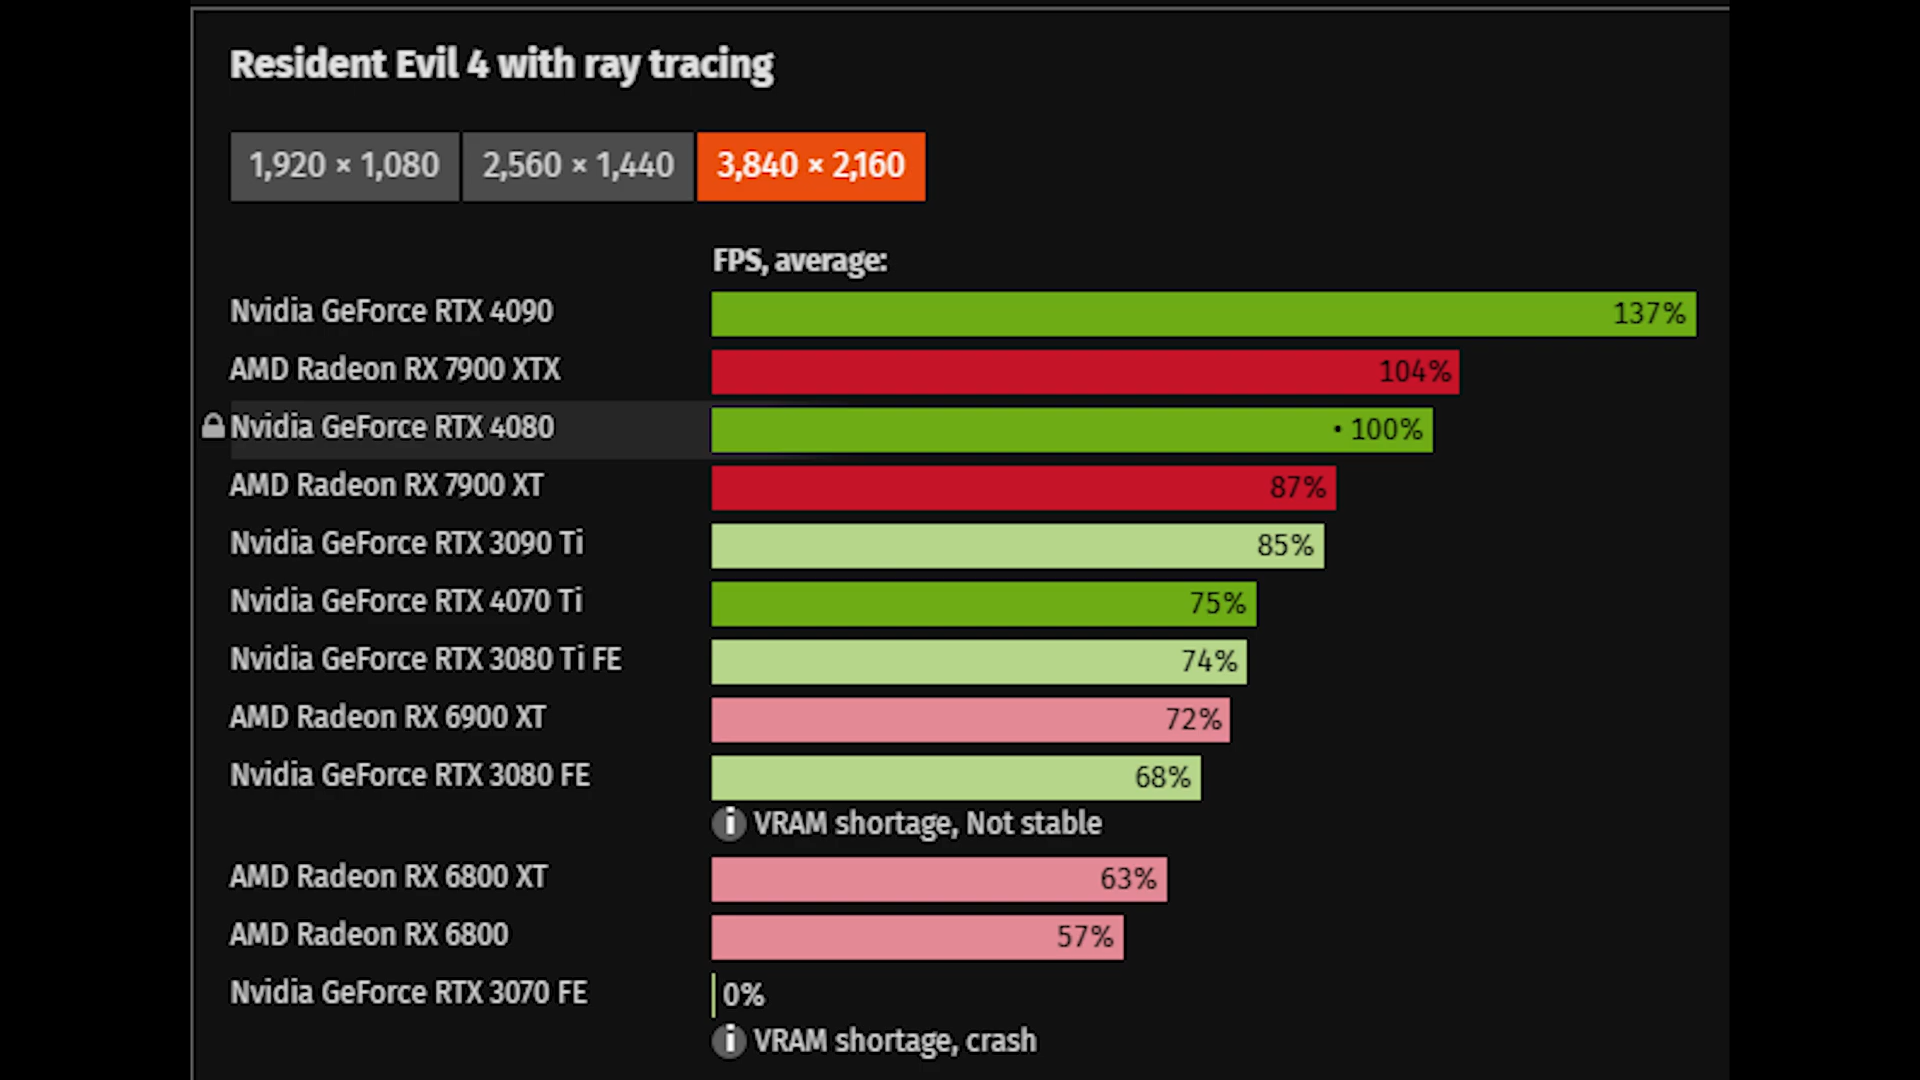 Resident Evil 4 with ray tracing
1,920 × 1,080 2,560 × 1,440 3,840 × 2,160
FPS, average:
Nvidia GeForce RTX 4090 137%
AMD Radeon RX 7900 XTX 104%
Nvidia GeForce RTX 4080 • 100%
AMD Radeon RX 7900 XT 87%
Nvidia GeForce RTX 3090 Ti 85%
Nvidia GeForce RTX 4070 Ti 75%
Nvidia GeForce RTX 3080 Ti FE 74%
AMD Radeon RX 6900 XT 72%
Nvidia GeForce RTX 3080 FE 68%
VRAM shortage, Not stable
AMD Radeon RX 6800 XT 63%
AMD Radeon RX 6800 57%
Nvidia GeForce RTX 3070 FE 0%
VRAM shortage, crash